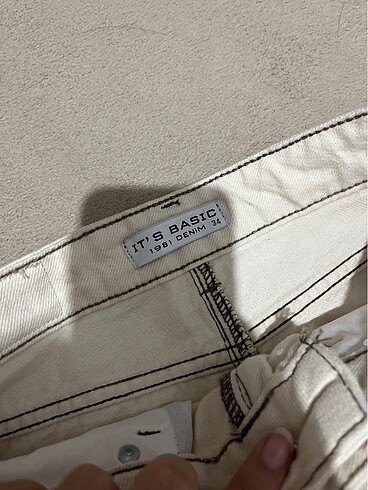 IT'S BASIC
1981 DENIM 34